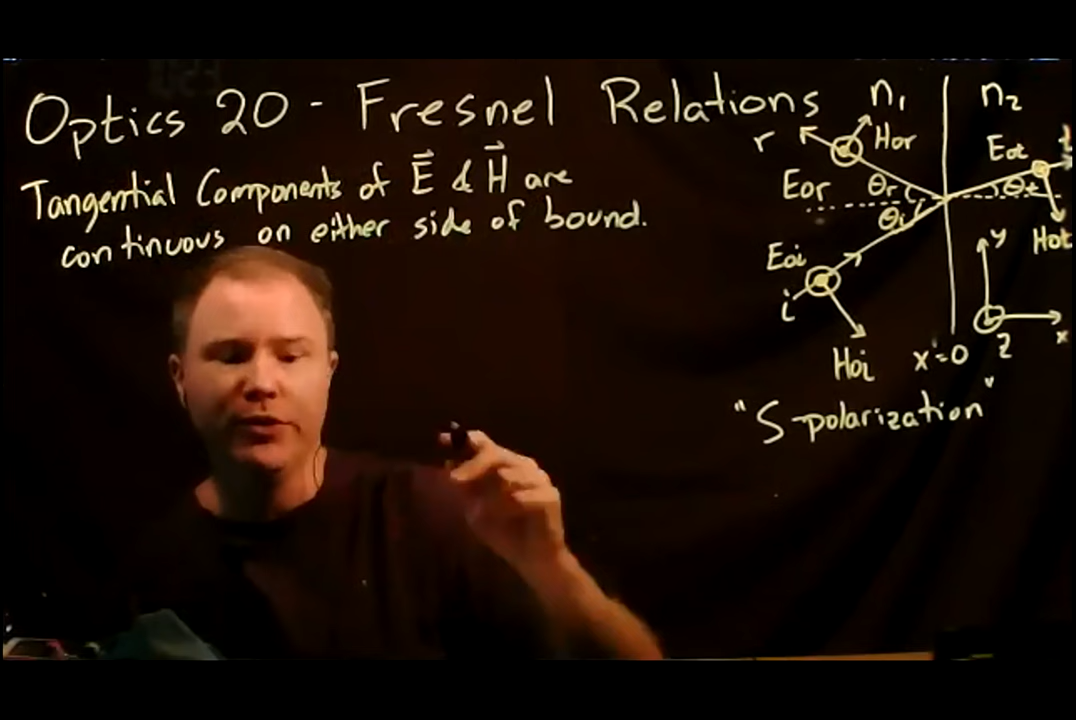 Optics 20 - Fresnel Relations
Tangential Components of E & H are
continuous on either side of bound.
n₁
n₂
r
Hor
Eot
Eor
θr
θt
θi
Hot
Eoi
i
Hoi
y
x
z
x=0
"S-polarization"